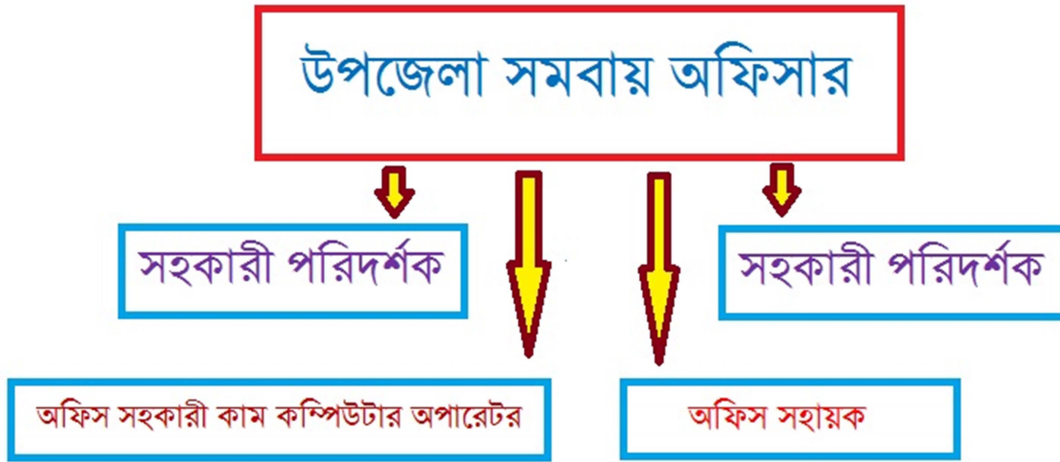 উপজেলা সমবায় অফিসার
সহকারী পরিদর্শক
সহকারী পরিদর্শক
অফিস সহকারী কাম কম্পিউটার অপারেটর
অফিস সহায়ক